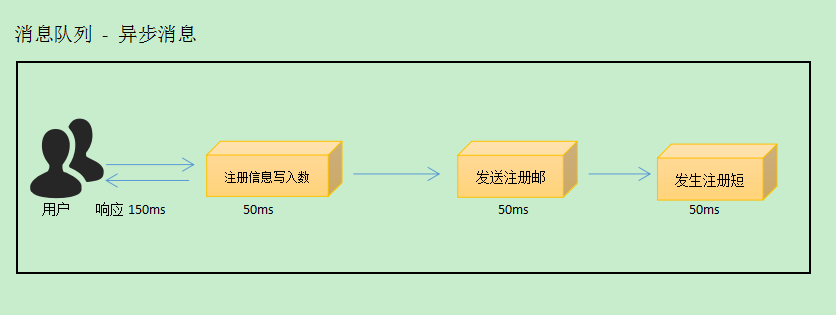 消息队列 - 异步消息
注册信息写入数
发送注册邮
发生注册短
用户
响应 150ms
50ms
50ms
50ms